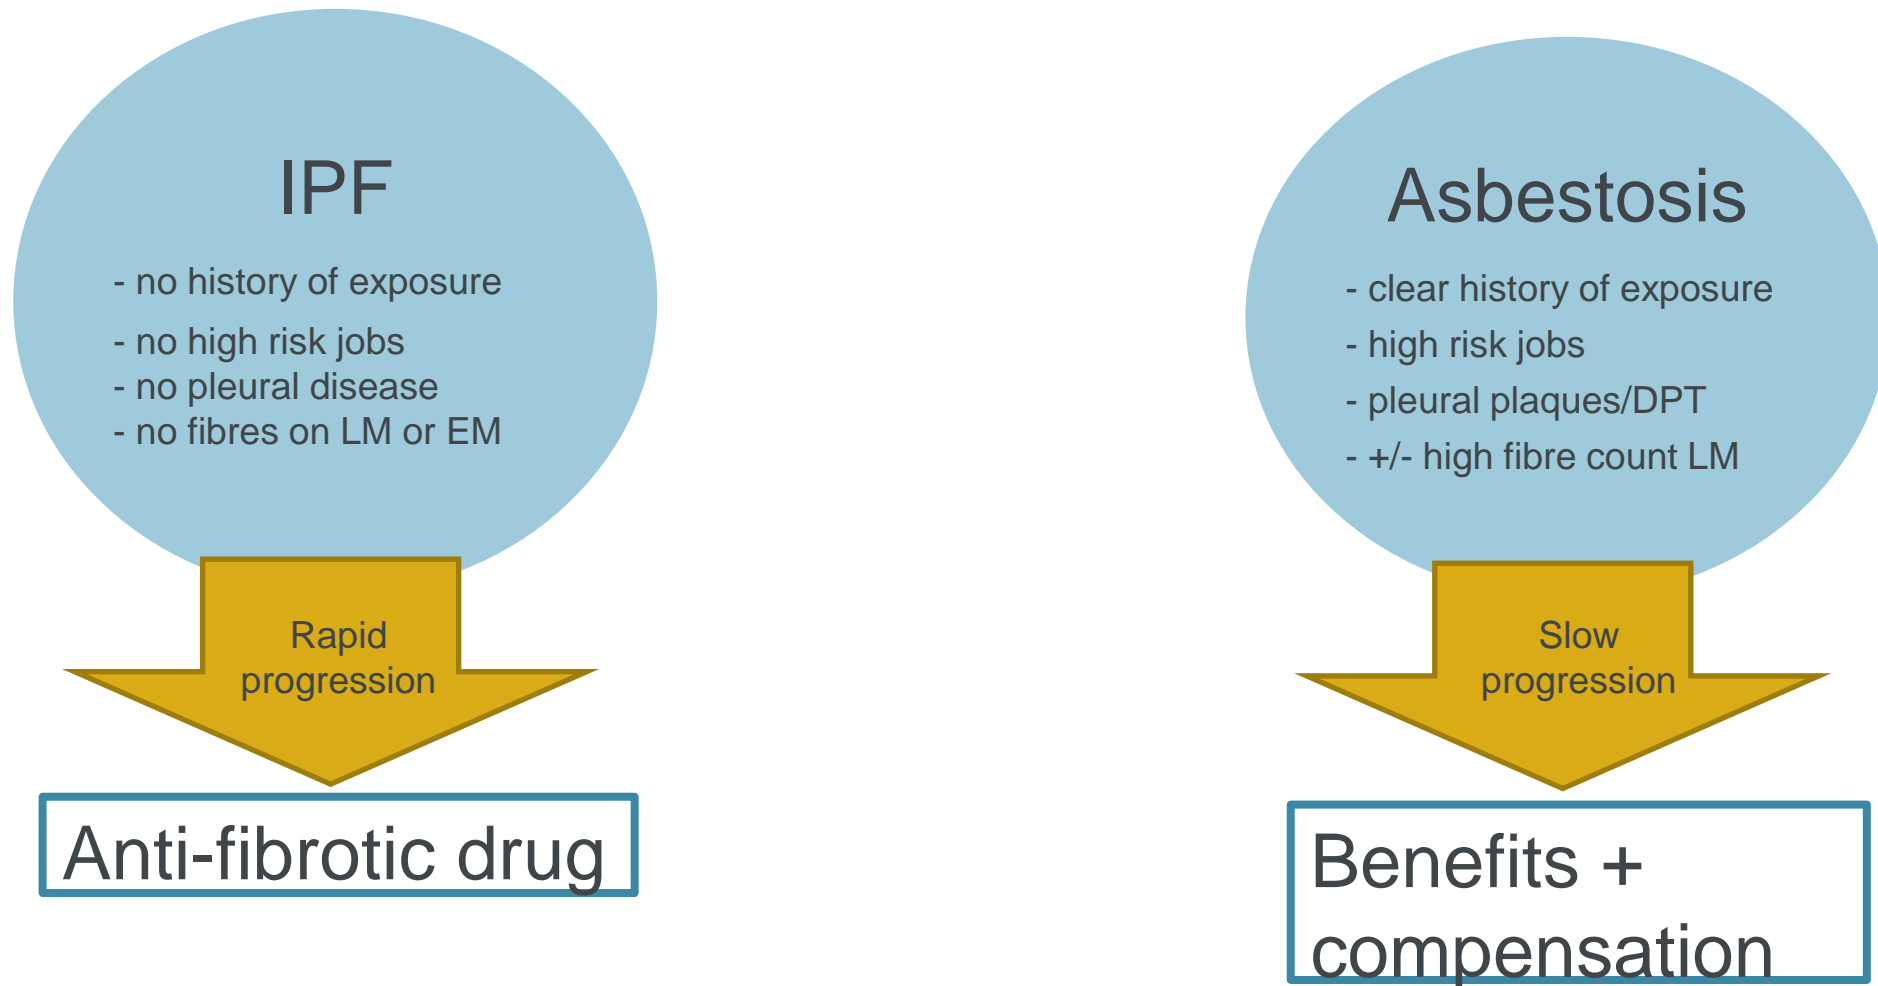 IPF
- no history of exposure
- no high risk jobs
- no pleural disease
- no fibres on LM or EM
Rapid
progression
Anti-fibrotic drug
Asbestosis
- clear history of exposure
- high risk jobs
- pleural plaques/DPT
- +/- high fibre count LM
Slow
progression
Benefits +
compensation